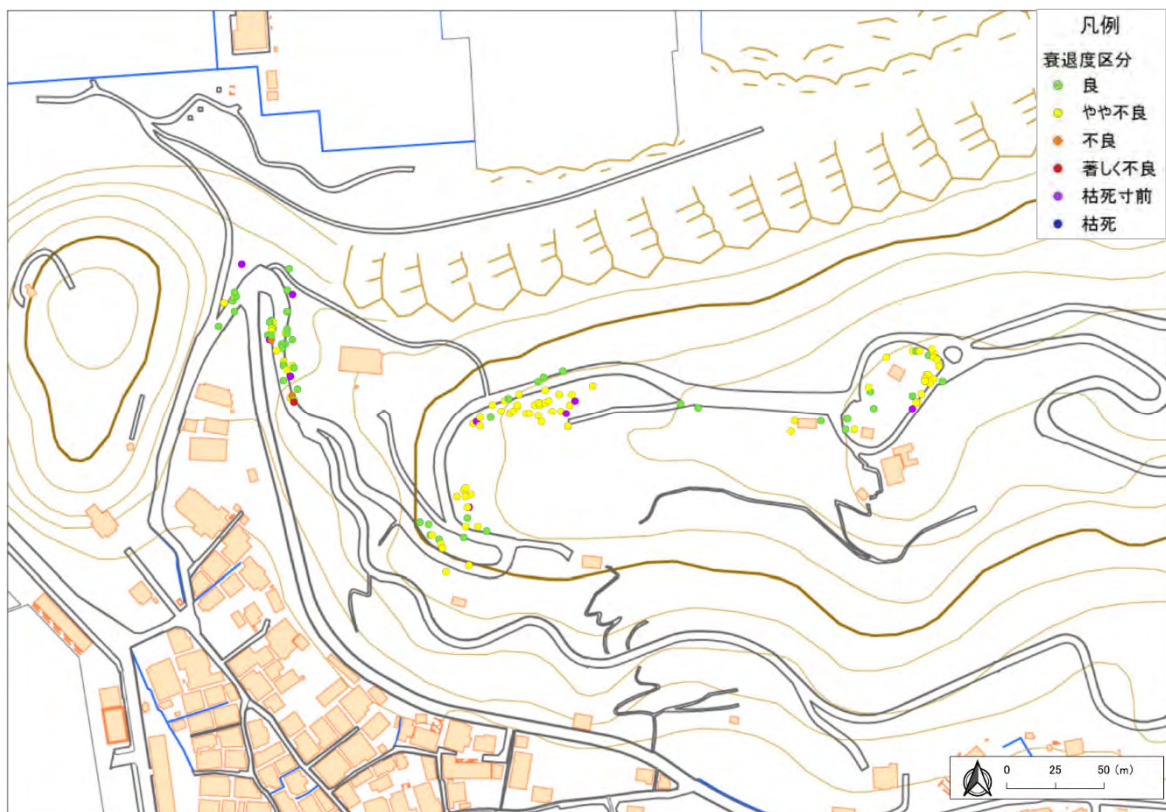 凡例
衰退度区分
良
やや不良
不良
著しく不良
枯死寸前
枯死
0 25 50 (m)